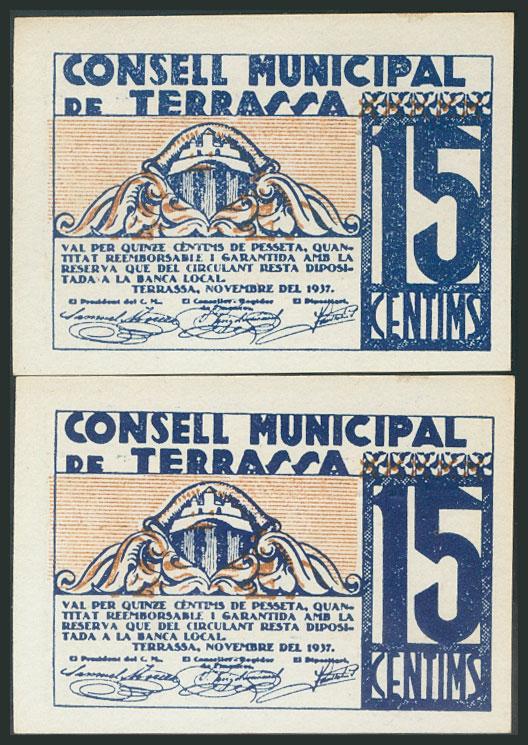 CONSELL MUNICIPAL
DE TERRASSA
15
CENTIMS
VAL PER QUINZE CÈNTIMS DE PESSETA, QUAN-
TITAT REEMBORSABLE I GARANTIDA AMB LA
RESERVA QUE DEL CIRCULANT RESTA DIPOSI-
TADA A LA BANCA LOCAL.
TERRASSA, NOVEMBRE DEL 1937.
El President del C. M. El Conseller-Regidor El Dipositari,
de Finances,
Samuel Morera
CONSELL MUNICIPAL
DE TERRASSA
15
CENTIMS
VAL PER QUINZE CÈNTIMS DE PESSETA, QUAN-
TITAT REEMBORSABLE I GARANTIDA AMB LA
RESERVA QUE DEL CIRCULANT RESTA DIPOSI-
TADA A LA BANCA LOCAL.
TERRASSA, NOVEMBRE DEL 1937.
El President del C. M. El Conseller-Regidor El Dipositari,
de Finances,
Samuel Morera